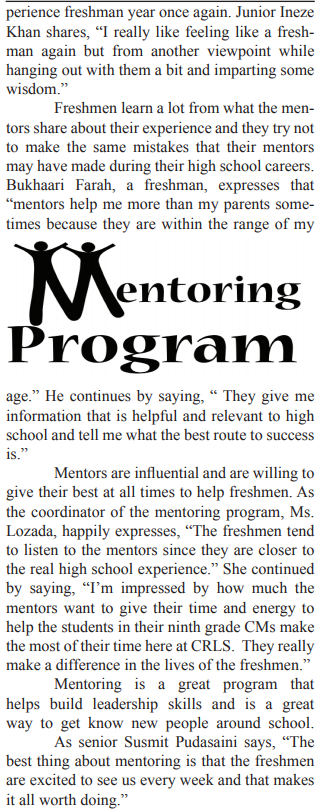 perience freshman year once again. Junior Ineze
Khan shares, “I really like feeling like a fresh-
man again but from another viewpoint while
hanging out with them a bit and imparting some
wisdom.”
Freshmen learn a lot from what the men-
tors share about their experience and they try not
to make the same mistakes that their mentors
may have made during their high school careers.
Bukhaari Farah, a freshman, expresses that
“mentors help me more than my parents some-
times because they are within the range of my
Mentoring
Program
age.” He continues by saying, “ They give me
information that is helpful and relevant to high
school and tell me what the best route to success
is.”
Mentors are influential and are willing to
give their best at all times to help freshmen. As
the coordinator of the mentoring program, Ms.
Lozada, happily expresses, “The freshmen tend
to listen to the mentors since they are closer to
the real high school experience.” She continued
by saying, “I’m impressed by how much the
mentors want to give their time and energy to
help the students in their ninth grade CMs make
the most of their time here at CRLS.  They really
make a difference in the lives of the freshmen.”
Mentoring is a great program that
helps build leadership skills and is a great
way to get know new people around school.
As senior Susmit Pudasaini says, “The
best thing about mentoring is that the freshmen
are excited to see us every week and that makes
it all worth doing.”